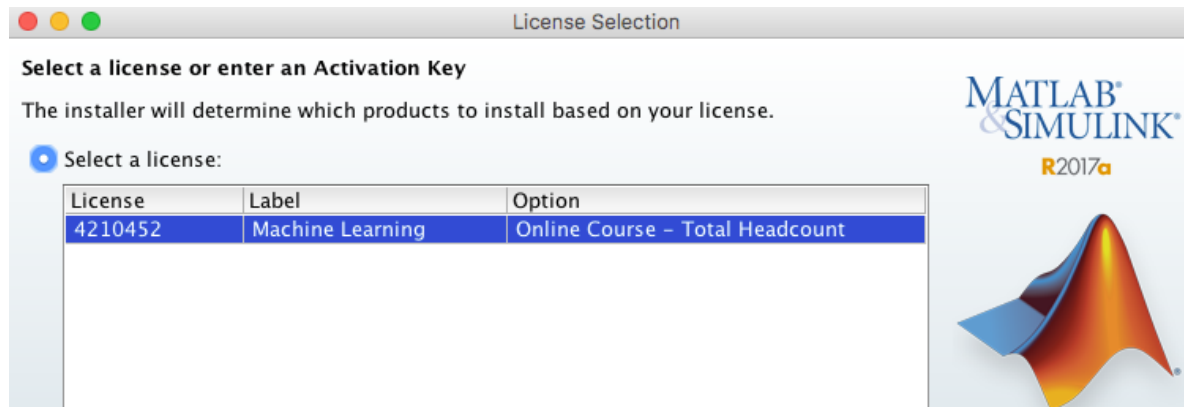 License Selection
Select a license or enter an Activation Key
The installer will determine which products to install based on your license.
MATLAB®
&SIMULINK®
R2017a
Select a license:
License Label Option
4210452 Machine Learning Online Course – Total Headcount
®